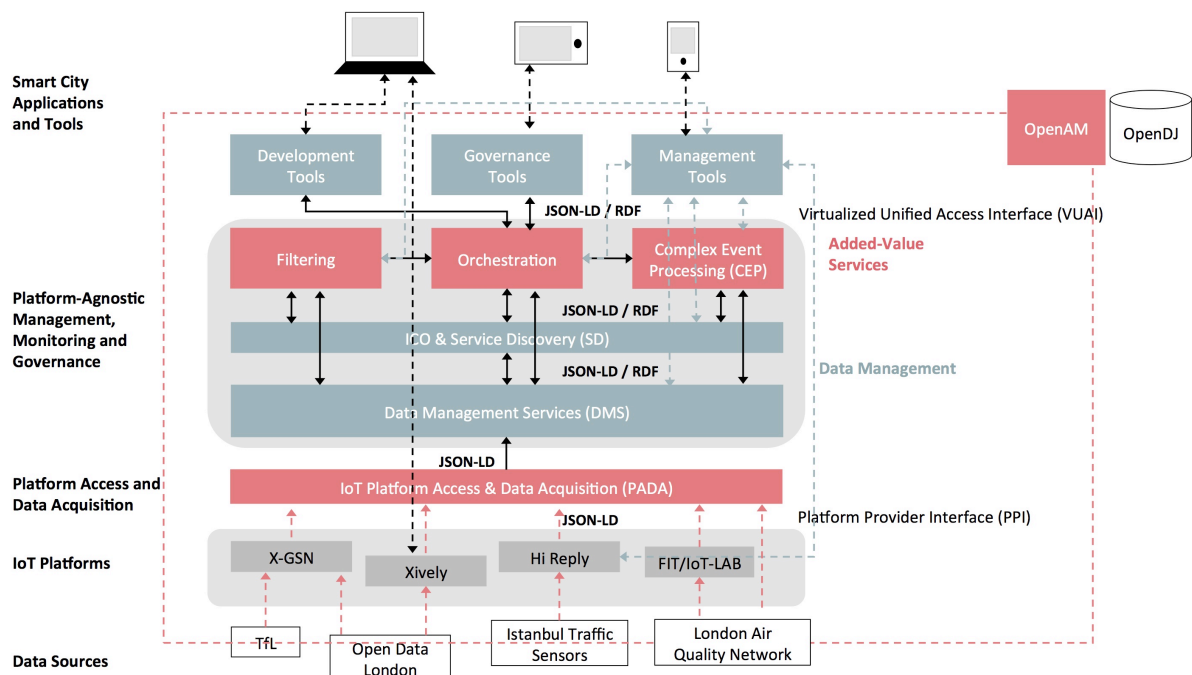 Smart City
Applications
and Tools
OpenAM
OpenDJ
Development
Tools
Governance
Tools
Management
Tools
JSON-LD / RDF
Virtualized Unified Access Interface (VUAI)
Added-Value
Services
Filtering
Orchestration
Complex Event
Processing (CEP)
Platform-Agnostic
Management,
Monitoring and
Governance
JSON-LD / RDF
ICO & Service Discovery (SD)
JSON-LD / RDF
Data Management
Data Management Services (DMS)
JSON-LD
Platform Access and
Data Acquisition
IoT Platform Access & Data Acquisition (PADA)
JSON-LD
Platform Provider Interface (PPI)
IoT Platforms
X-GSN
Xively
Hi Reply
FIT/IoT-LAB
Data Sources
TfL
Open Data
London
Istanbul Traffic
Sensors
London Air
Quality Network